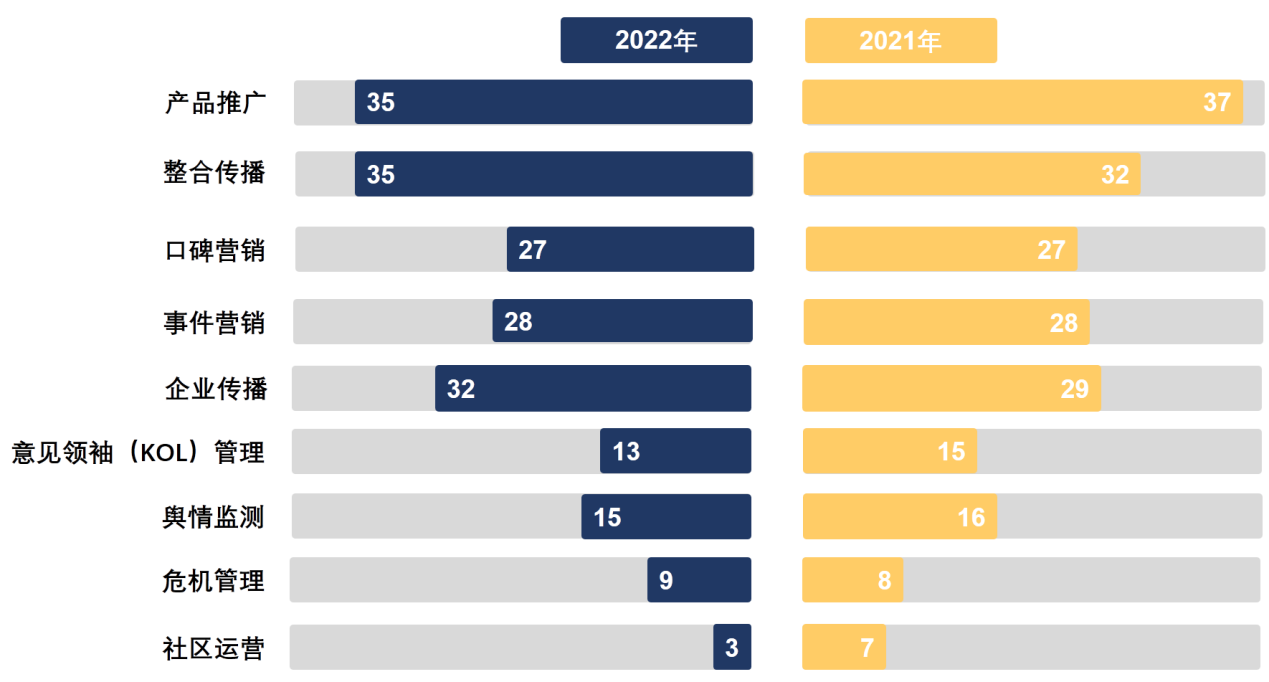 2022年 2021年
产品推广 35 37
整合传播 35 32
口碑营销 27 27
事件营销 28 28
企业传播 32 29
意见领袖（KOL）管理 13 15
舆情监测 15 16
危机管理 9 8
社区运营 3 7